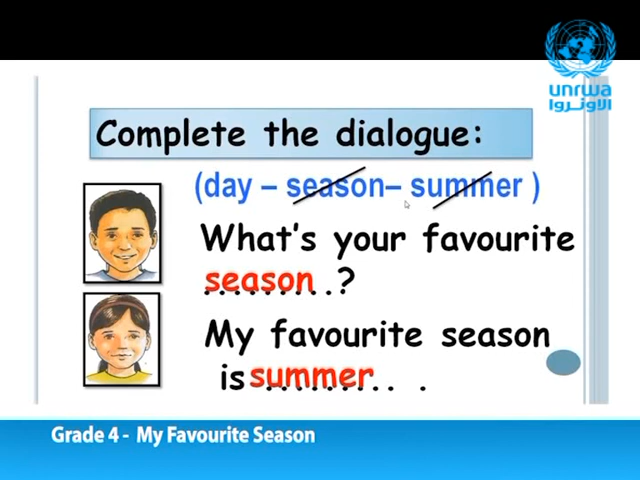 unrwa
الأونروا
Complete the dialogue:
(day – season– summer )
What's your favourite
season.?
My favourite season
is summer.. .
Grade 4 - My Favourite Season